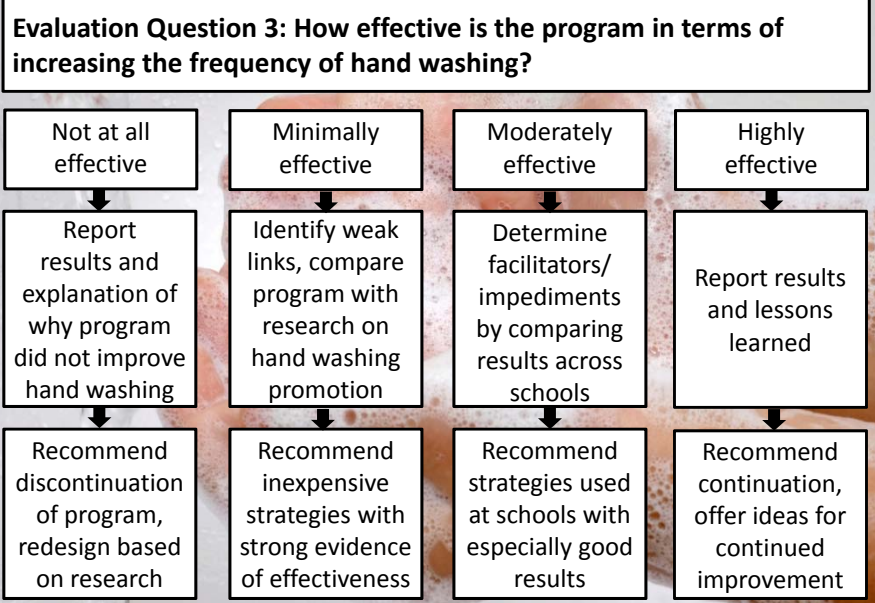 Evaluation Question 3: How effective is the program in terms of
increasing the frequency of hand washing?
Not at all
effective
Minimally
effective
Moderately
effective
Highly
effective
Report
results and
explanation of
why program
did not improve
hand washing
Identify weak
links, compare
program with
research on
hand washing
promotion
Determine
facilitators/
impediments
by comparing
results across
schools
Report results
and lessons
learned
Recommend
discontinuation
of program,
redesign based
on research
Recommend
inexpensive
strategies with
strong evidence
of effectiveness
Recommend
strategies used
at schools with
especially good
results
Recommend
continuation,
offer ideas for
continued
improvement